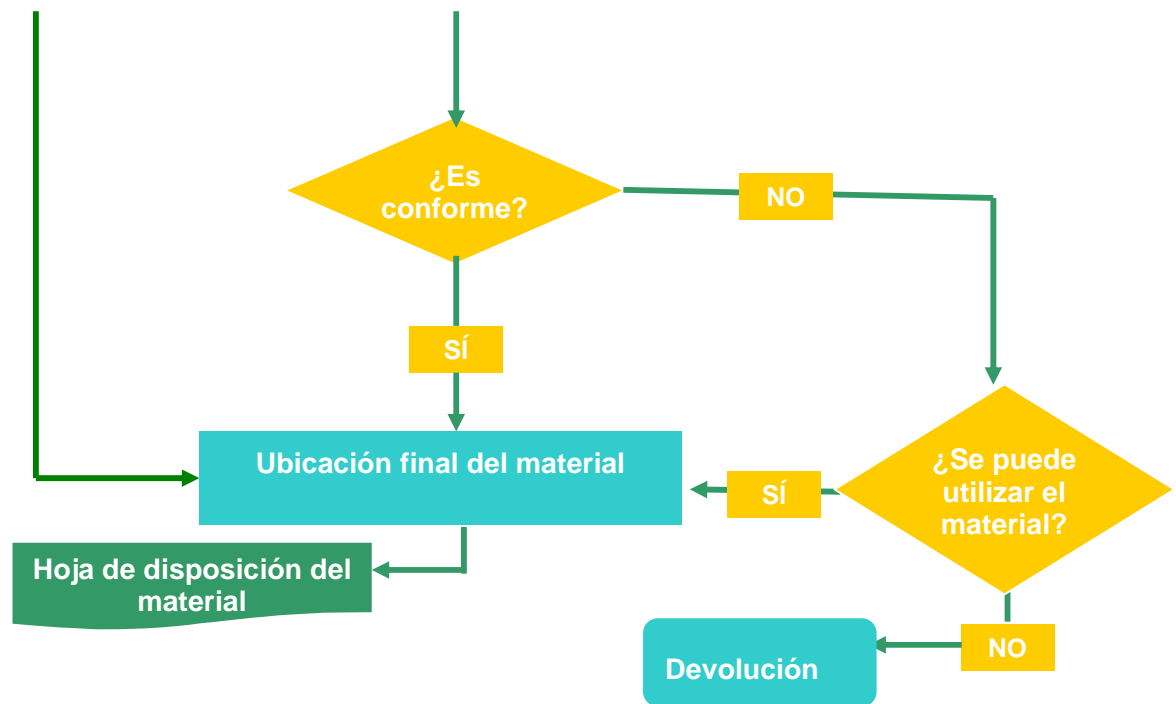 ¿Es
conforme?
NO
SÍ
Ubicación final del material
¿Se puede
utilizar el
material?
SÍ
Hoja de disposición del
material
NO
Devolución